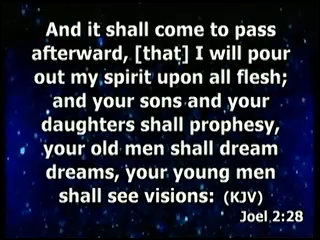 And it shall come to pass
afterward, [that] I will pour
out my spirit upon all flesh;
and your sons and your
daughters shall prophesy,
your old men shall dream
dreams, your young men
shall see visions: (KJV)
Joel 2:28